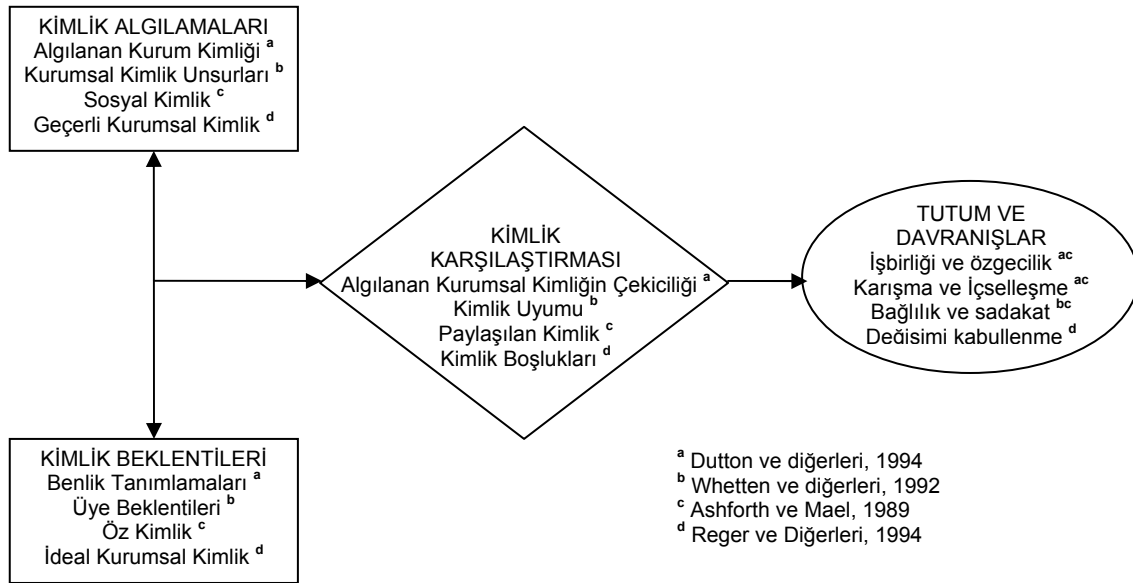 KİMLİK ALGILAMALARI
Algılanan Kurum Kimliği a
Kurumsal Kimlik Unsurları b
Sosyal Kimlik c
Geçerli Kurumsal Kimlik d
KİMLİK
KARŞILAŞTIRMASI
Algılanan Kurumsal Kimliğin Çekiciliği a
Kimlik Uyumu b
Paylaşılan Kimlik c
Kimlik Boşlukları d
TUTUM VE
DAVRANIŞLAR
İşbirliği ve özgecilik ac
Karışma ve İçselleşme ac
Bağlılık ve sadakat bc
Değisimi kabullenme d
KİMLİK BEKLENTİLERİ
Benlik Tanımlamaları a
Üye Beklentileri b
Öz Kimlik c
İdeal Kurumsal Kimlik d
a Dutton ve diğerleri, 1994
b Whetten ve diğerleri, 1992
c Ashforth ve Mael, 1989
d Reger ve Diğerleri, 1994